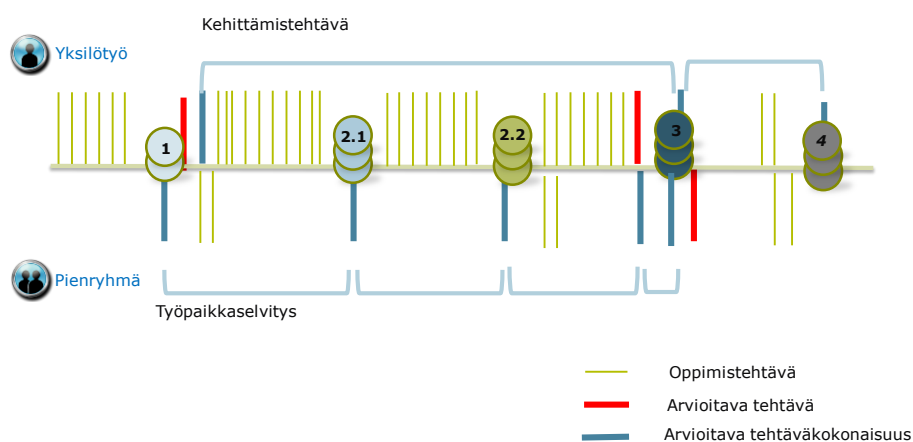 Kehittämistehtävä
Yksilötyö
1
2.1
2.2
3
4
Pienryhmä
Työpaikkaselvitys
Oppimistehtävä
Arvioitava tehtävä
Arvioitava tehtäväkokonaisuus